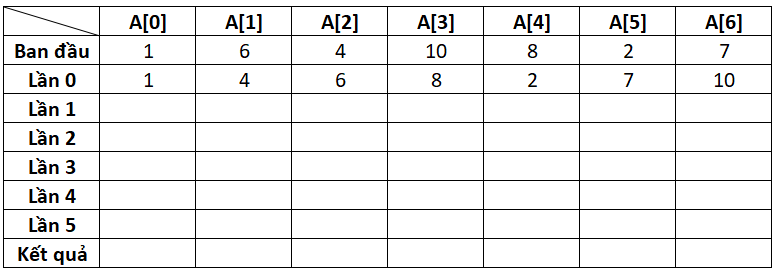 A[0] A[1] A[2] A[3] A[4] A[5] A[6]
Ban đầu 1 6 4 10 8 2 7
Lần 0 1 4 6 8 2 7 10
Lần 1
Lần 2
Lần 3
Lần 4
Lần 5
Kết quả